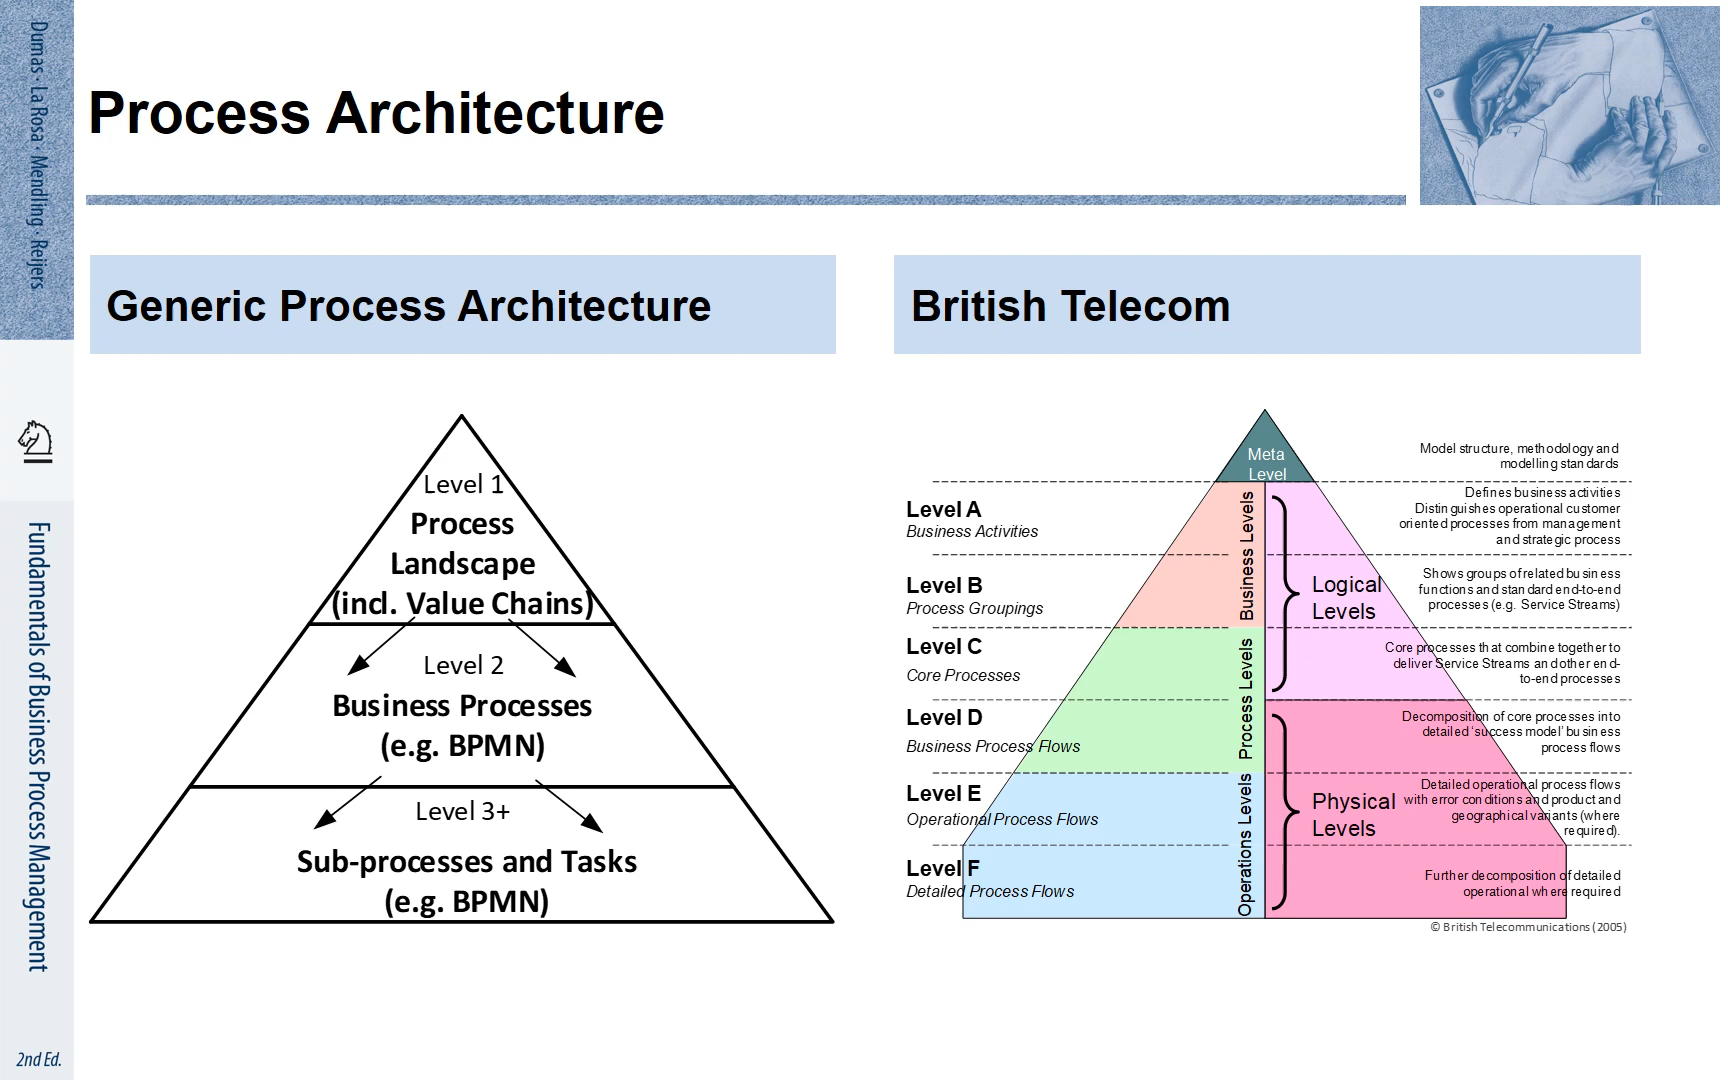 Dumas · La Rosa · Mendling · Reijers
Fundamentals of Business Process Management
2nd Ed.
Process Architecture
Generic Process Architecture
Level 1
Process
Landscape
(incl. Value Chains)
Level 2
Business Processes
(e.g. BPMN)
Level 3+
Sub-processes and Tasks
(e.g. BPMN)
British Telecom
Meta
Level
Model structure, methodology and
modelling standards
Level A
Business Activities
Defines business activities
Distinguishes operational customer
oriented processes from management
and strategic process
Level B
Process Groupings
Shows groups of related business
functions and standard end-to-end
processes (e.g. Service Streams)
Level C
Core Processes
Core processes that combine together to
deliver Service Streams and other end-
to-end processes
Level D
Business Process Flows
Decomposition of core processes into
detailed ‘success model’ business
process flows
Level E
Operational Process Flows
Detailed operational process flows
with error conditions and product and
geographical variants (where
required).
Level F
Detailed Process Flows
Further decomposition of detailed
operational where required
Business Levels
Process Levels
Operations Levels
Logical
Levels
Physical
Levels
© British Telecommunications (2005)